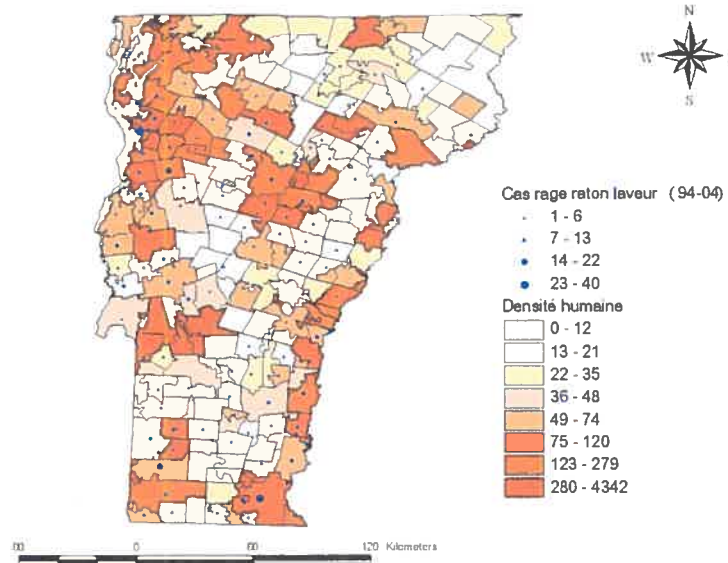 N
W
S
Cas rage raton laveur (94-04)
1 - 6
7 - 13
14 - 22
23 - 40
Densité humaine
0 - 12
13 - 21
22 - 35
36 - 48
49 - 74
75 - 120
123 - 279
280 - 4342
0 60 120 Kilometers